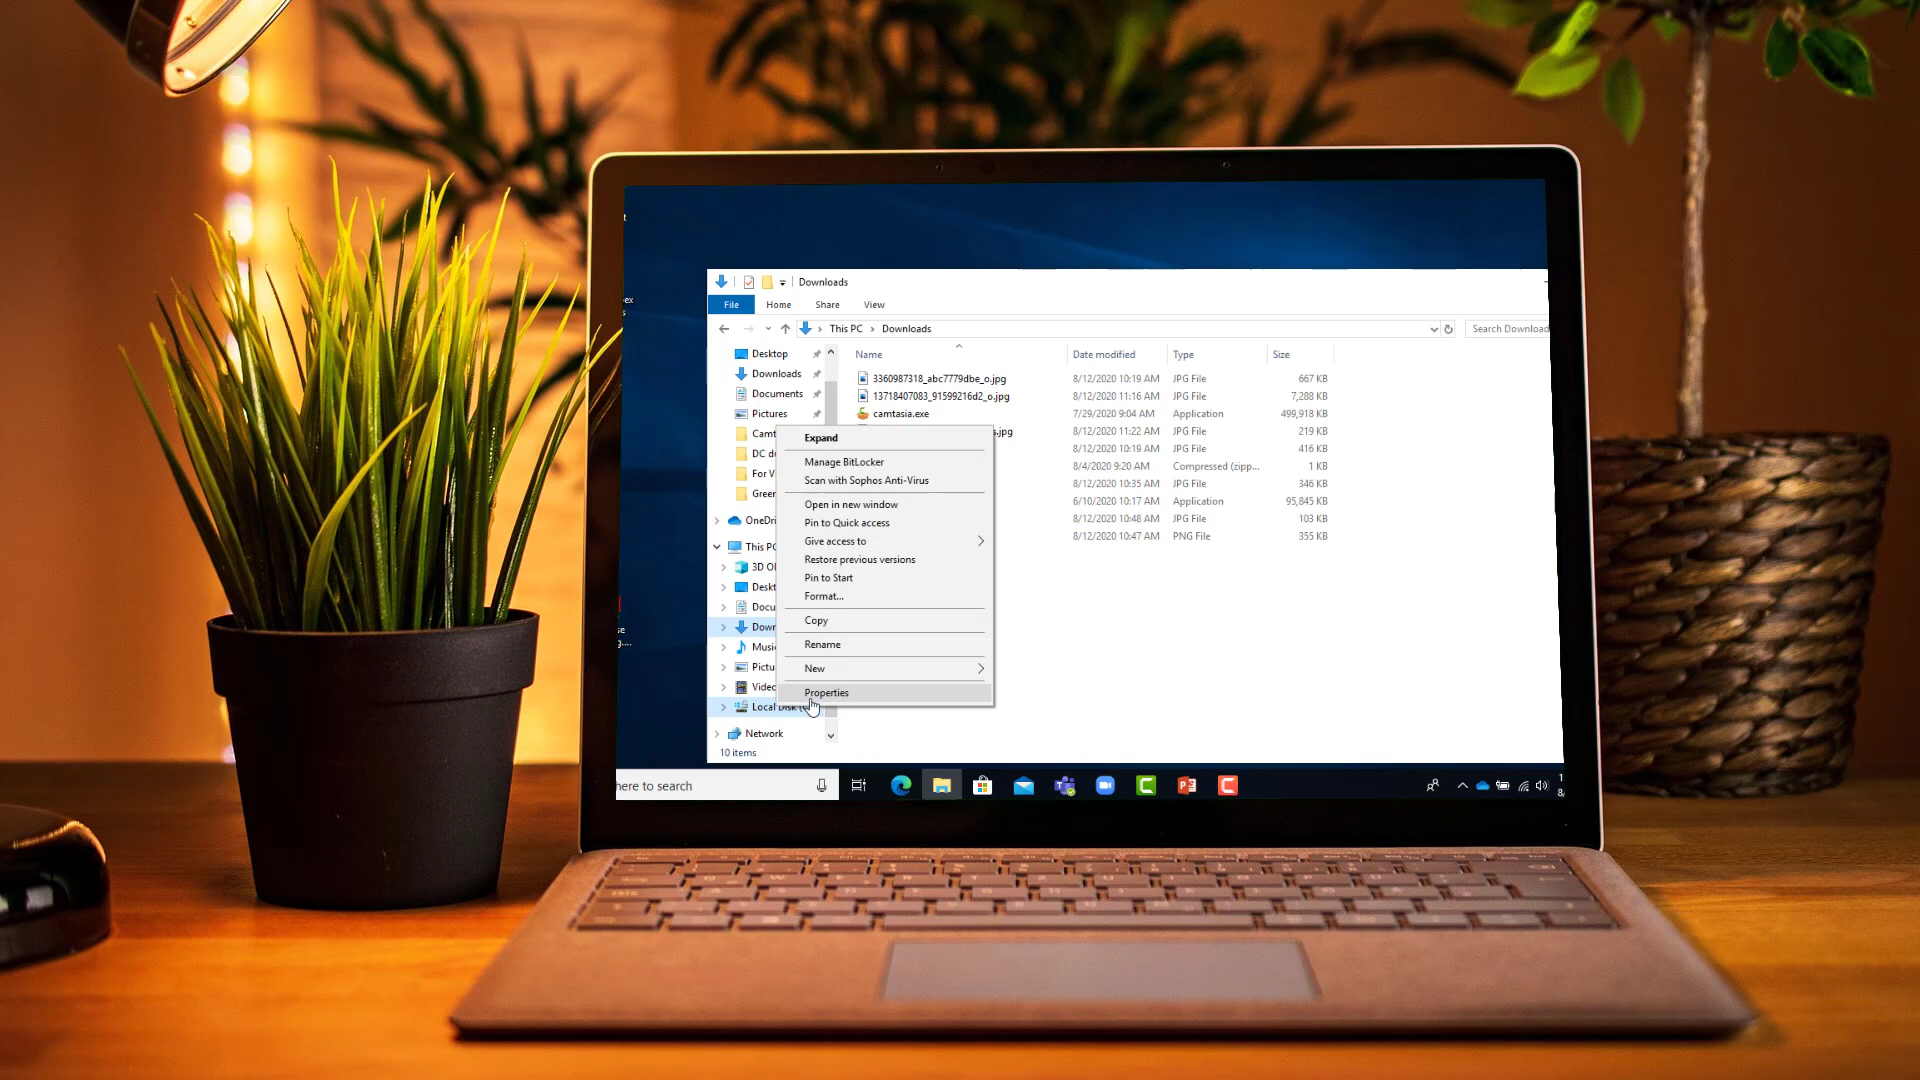 Downloads
File Home Share View
This PC Downloads
Search Download
Desktop
Downloads
Documents
Pictures
Name Date modified Type Size
3360987318_abc7779dbe_o.jpg 8/12/2020 10:19 AM JPG File 667 KB
13718407083_91599216d2_o.jpg 8/12/2020 11:16 AM JPG File 7,288 KB
camtasia.exe 7/29/2020 9:04 AM Application 499,918 KB
s.jpg 8/12/2020 11:22 AM JPG File 219 KB
8/12/2020 10:19 AM JPG File 416 KB
8/4/2020 9:20 AM Compressed (zipp... 1 KB
8/12/2020 10:35 AM JPG File 346 KB
6/10/2020 10:17 AM Application 95,845 KB
8/12/2020 10:48 AM JPG File 103 KB
8/12/2020 10:47 AM PNG File 355 KB
Camt
DC d
For V
Green
OneDri
This PC
3D O
Deskt
Docu
Down
Music
Pictu
Video
Local Disk (
Network
10 items
Expand
Manage BitLocker
Scan with Sophos Anti-Virus
Open in new window
Pin to Quick access
Give access to
Restore previous versions
Pin to Start
Format...
Copy
Rename
New
Properties
here to search